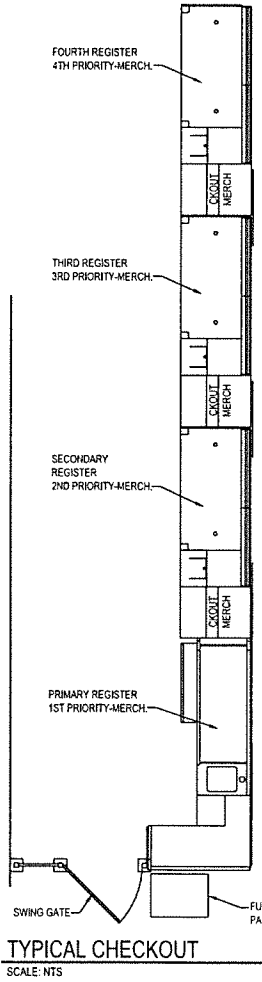 FOURTH REGISTER
4TH PRIORITY-MERCH.
CKOUT
MERCH
THIRD REGISTER
3RD PRIORITY-MERCH.
CKOUT
MERCH
SECONDARY
REGISTER
2ND PRIORITY-MERCH.
CKOUT
MERCH
PRIMARY REGISTER
1ST PRIORITY-MERCH.
SWING GATE
FU
PA
TYPICAL CHECKOUT
SCALE: NTS